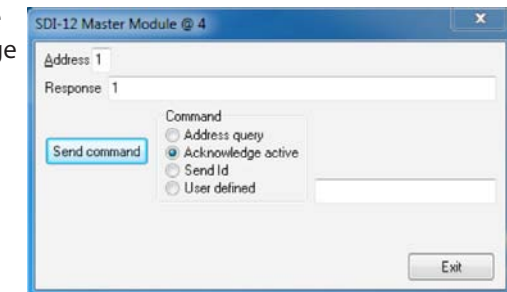 SDI-12 Master Module @ 4
Address 1
Response 1
Command
Address query
Send command
Acknowledge active
Send Id
User defined
Exit